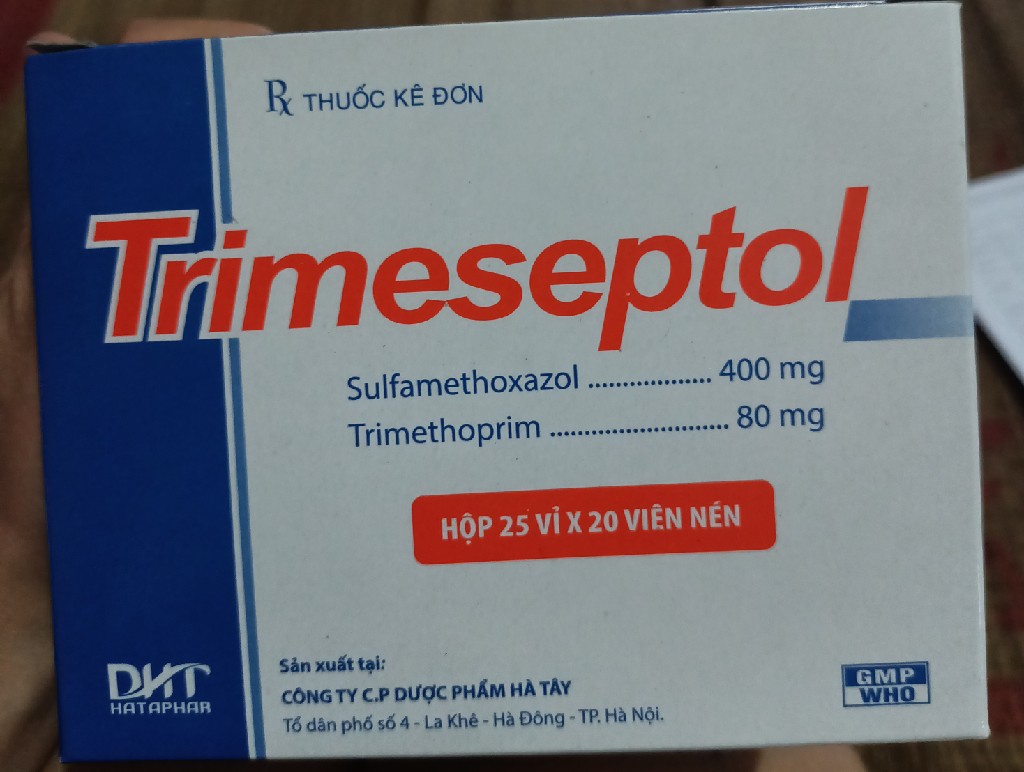 Rx THUỐC KÊ ĐƠN
Trimeseptol
Sulfamethoxazol .................. 400 mg
Trimethoprim .......................... 80 mg
HỘP 25 VỈ X 20 VIÊN NÉN
DHT
HATAPHAR
Sản xuất tại:
CÔNG TY C.P DƯỢC PHẨM HÀ TÂY
Tổ dân phố số 4 - La Khê - Hà Đông - TP. Hà Nội.
GMP
WHO